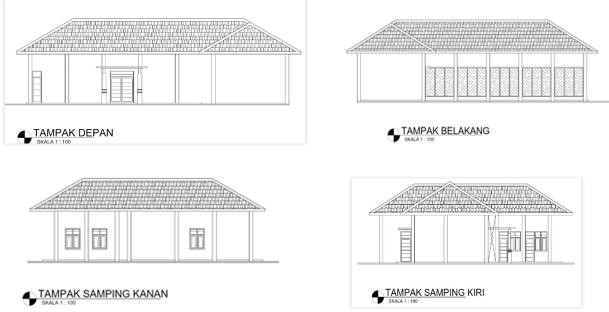 TAMPAK DEPAN
SKALA 1 : 100
TAMPAK BELAKANG
SKALA 1 : 100
TAMPAK SAMPING KANAN
SKALA 1 : 100
TAMPAK SAMPING KIRI
SKALA 1 : 100